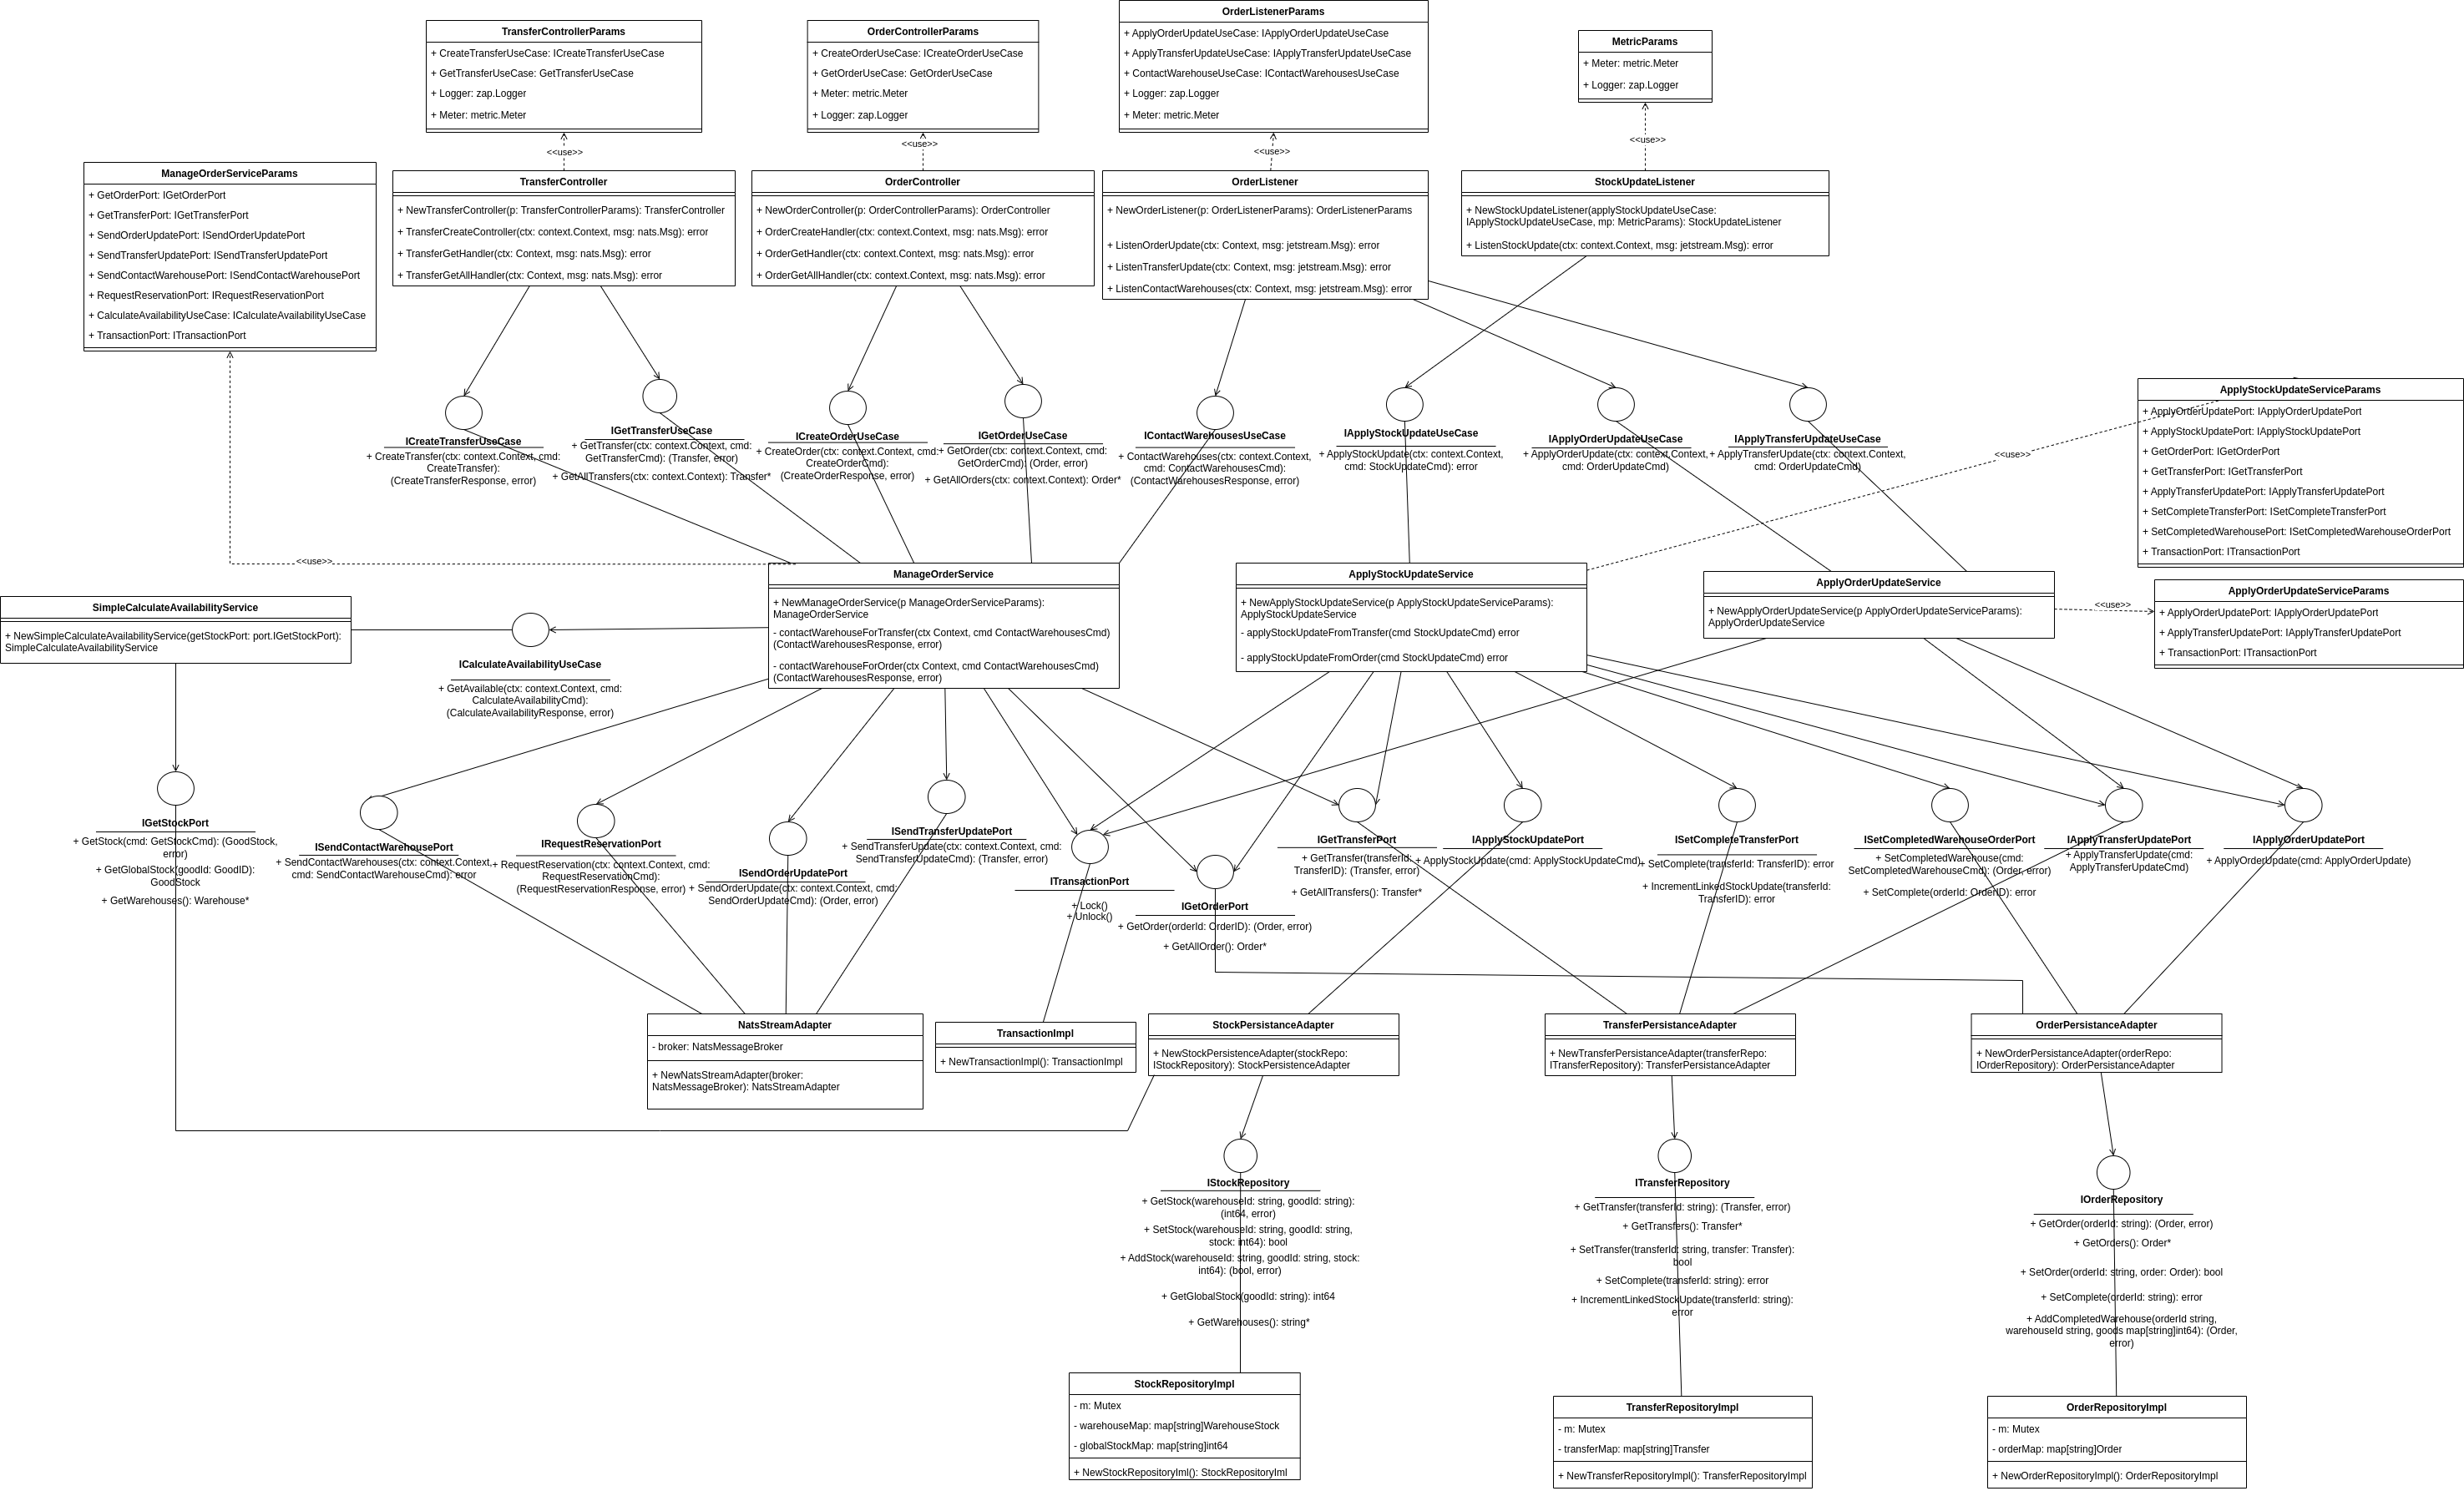 TransferControllerParams
+ CreateTransferUseCase: ICreateTransferUseCase
+ GetTransferUseCase: GetTransferUseCase
+ Logger: zap.Logger
+ Meter: metric.Meter
OrderControllerParams
+ CreateOrderUseCase: ICreateOrderUseCase
+ GetOrderUseCase: GetOrderUseCase
+ Meter: metric.Meter
+ Logger: zap.Logger
OrderListenerParams
+ ApplyOrderUpdateUseCase: IApplyOrderUpdateUseCase
+ ApplyTransferUpdateUseCase: IApplyTransferUpdateUseCase
+ ContactWarehouseUseCase: IContactWarehousesUseCase
+ Logger: zap.Logger
+ Meter: metric.Meter
MetricParams
+ Meter: metric.Meter
+ Logger: zap.Logger
<<use>>
<<use>>
<<use>>
<<use>>
ManageOrderServiceParams
+ GetOrderPort: IGetOrderPort
+ GetTransferPort: IGetTransferPort
+ SendOrderUpdatePort: ISendOrderUpdatePort
+ SendTransferUpdatePort: ISendTransferUpdatePort
+ SendContactWarehousePort: ISendContactWarehousePort
+ RequestReservationPort: IRequestReservationPort
+ CalculateAvailabilityUseCase: ICalculateAvailabilityUseCase
+ TransactionPort: ITransactionPort
TransferController
+ NewTransferController(p: TransferControllerParams): TransferController
+ TransferCreateController(ctx: context.Context, msg: nats.Msg): error
+ TransferGetHandler(ctx: Context, msg: nats.Msg): error
+ TransferGetAllHandler(ctx: Context, msg: nats.Msg): error
OrderController
+ NewOrderController(p: OrderControllerParams): OrderController
+ OrderCreateHandler(ctx: context.Context, msg: nats.Msg): error
+ OrderGetHandler(ctx: context.Context, msg: nats.Msg): error
+ OrderGetAllHandler(ctx: context.Context, msg: nats.Msg): error
OrderListener
+ NewOrderListener(p: OrderListenerParams): OrderListenerParams
+ ListenOrderUpdate(ctx: Context, msg: jetstream.Msg): error
+ ListenTransferUpdate(ctx: Context, msg: jetstream.Msg): error
+ ListenContactWarehouses(ctx: Context, msg: jetstream.Msg): error
StockUpdateListener
+ NewStockUpdateListener(applyStockUpdateUseCase:
IApplyStockUpdateUseCase, mp: MetricParams): StockUpdateListener
+ ListenStockUpdate(ctx: context.Context, msg: jetstream.Msg): error
ICreateTransferUseCase
+ CreateTransfer(ctx: context.Context, cmd:
CreateTransfer):
(CreateTransferResponse, error)
IGetTransferUseCase
+ GetTransfer(ctx: context.Context, cmd:
GetTransferCmd): (Transfer, error)
+ GetAllTransfers(ctx: context.Context): Transfer*
ICreateOrderUseCase
+ CreateOrder(ctx: context.Context, cmd:
CreateOrderCmd):
(CreateOrderResponse, error)
IGetOrderUseCase
+ GetOrder(ctx: context.Context, cmd:
GetOrderCmd): (Order, error)
+ GetAllOrders(ctx: context.Context): Order*
IContactWarehousesUseCase
+ ContactWarehouses(ctx: context.Context,
cmd: ContactWarehousesCmd):
(ContactWarehousesResponse, error)
IApplyStockUpdateUseCase
+ ApplyStockUpdate(ctx: context.Context,
cmd: StockUpdateCmd): error
IApplyOrderUpdateUseCase
+ ApplyOrderUpdate(ctx: context.Context,
cmd: OrderUpdateCmd)
IApplyTransferUpdateUseCase
+ ApplyTransferUpdate(ctx: context.Context,
cmd: OrderUpdateCmd)
<<use>>
ApplyStockUpdateServiceParams
+ ApplyOrderUpdatePort: IApplyOrderUpdatePort
+ ApplyStockUpdatePort: IApplyStockUpdatePort
+ GetOrderPort: IGetOrderPort
+ GetTransferPort: IGetTransferPort
+ ApplyTransferUpdatePort: IApplyTransferUpdatePort
+ SetCompleteTransferPort: ISetCompleteTransferPort
+ SetCompletedWarehousePort: ISetCompletedWarehouseOrderPort
+ TransactionPort: ITransactionPort
<<use>>
SimpleCalculateAvailabilityService
+ NewSimpleCalculateAvailabilityService(getStockPort: port.IGetStockPort):
SimpleCalculateAvailabilityService
ICalculateAvailabilityUseCase
+ GetAvailable(ctx: context.Context, cmd:
CalculateAvailabilityCmd):
(CalculateAvailabilityResponse, error)
ManageOrderService
+ NewManageOrderService(p ManageOrderServiceParams):
ManageOrderService
- contactWarehouseForTransfer(ctx Context, cmd ContactWarehousesCmd)
(ContactWarehousesResponse, error)
- contactWarehouseForOrder(ctx Context, cmd ContactWarehousesCmd)
(ContactWarehousesResponse, error)
ApplyStockUpdateService
+ NewApplyStockUpdateService(p ApplyStockUpdateServiceParams):
ApplyStockUpdateService
- applyStockUpdateFromTransfer(cmd StockUpdateCmd) error
- applyStockUpdateFromOrder(cmd StockUpdateCmd) error
ApplyOrderUpdateService
+ NewApplyOrderUpdateService(p ApplyOrderUpdateServiceParams):
ApplyOrderUpdateService
<<use>>
ApplyOrderUpdateServiceParams
+ ApplyOrderUpdatePort: IApplyOrderUpdatePort
+ ApplyTransferUpdatePort: IApplyTransferUpdatePort
+ TransactionPort: ITransactionPort
IGetStockPort
+ GetStock(cmd: GetStockCmd): (GoodStock,
error)
+ GetGlobalStock(goodId: GoodID):
GoodStock
+ GetWarehouses(): Warehouse*
ISendContactWarehousePort
+ SendContactWarehouses(ctx: context.Context,
cmd: SendContactWarehouseCmd): error
IRequestReservationPort
+ RequestReservation(ctx: context.Context, cmd:
RequestReservationCmd):
(RequestReservationResponse, error)
ISendOrderUpdatePort
+ SendOrderUpdate(ctx: context.Context, cmd:
SendOrderUpdateCmd): (Order, error)
ISendTransferUpdatePort
+ SendTransferUpdate(ctx: context.Context, cmd:
SendTransferUpdateCmd): (Transfer, error)
ITransactionPort
+ Lock()
+ Unlock()
IGetOrderPort
+ GetOrder(orderId: OrderID): (Order, error)
+ GetAllOrder(): Order*
IGetTransferPort
+ GetTransfer(transferId:
TransferID): (Transfer, error)
+ GetAllTransfers(): Transfer*
IApplyStockUpdatePort
+ ApplyStockUpdate(cmd: ApplyStockUpdateCmd)
ISetCompleteTransferPort
+ SetComplete(transferId: TransferID): error
+ IncrementLinkedStockUpdate(transferId:
TransferID): error
ISetCompletedWarehouseOrderPort
+ SetCompletedWarehouse(cmd:
SetCompletedWarehouseCmd): (Order, error)
+ SetComplete(orderId: OrderID): error
IApplyTransferUpdatePort
+ ApplyTransferUpdate(cmd:
ApplyTransferUpdateCmd)
IApplyOrderUpdatePort
+ ApplyOrderUpdate(cmd: ApplyOrderUpdate)
NatsStreamAdapter
- broker: NatsMessageBroker
+ NewNatsStreamAdapter(broker:
NatsMessageBroker): NatsStreamAdapter
TransactionImpl
+ NewTransactionImpl(): TransactionImpl
StockPersistanceAdapter
+ NewStockPersistenceAdapter(stockRepo:
IStockRepository): StockPersistenceAdapter
TransferPersistanceAdapter
+ NewTransferPersistanceAdapter(transferRepo:
ITransferRepository): TransferPersistanceAdapter
OrderPersistanceAdapter
+ NewOrderPersistanceAdapter(orderRepo:
IOrderRepository): OrderPersistanceAdapter
IStockRepository
+ GetStock(warehouseId: string, goodId: string):
(int64, error)
+ SetStock(warehouseId: string, goodId: string,
stock: int64): bool
+ AddStock(warehouseId: string, goodId: string, stock:
int64): (bool, error)
+ GetGlobalStock(goodId: string): int64
+ GetWarehouses(): string*
ITransferRepository
+ GetTransfer(transferId: string): (Transfer, error)
+ GetTransfers(): Transfer*
+ SetTransfer(transferId: string, transfer: Transfer):
bool
+ SetComplete(transferId: string): error
+ IncrementLinkedStockUpdate(transferId: string):
error
IOrderRepository
+ GetOrder(orderId: string): (Order, error)
+ GetOrders(): Order*
+ SetOrder(orderId: string, order: Order): bool
+ SetComplete(orderId: string): error
+ AddCompletedWarehouse(orderId string,
warehouseId string, goods map[string]int64): (Order,
error)
StockRepositoryImpl
- m: Mutex
- warehouseMap: map[string]WarehouseStock
- globalStockMap: map[string]int64
+ NewStockRepositoryIml(): StockRepositoryIml
TransferRepositoryImpl
- m: Mutex
- transferMap: map[string]Transfer
+ NewTransferRepositoryImpl(): TransferRepositoryImpl
OrderRepositoryImpl
- m: Mutex
- orderMap: map[string]Order
+ NewOrderRepositoryImpl(): OrderRepositoryImpl